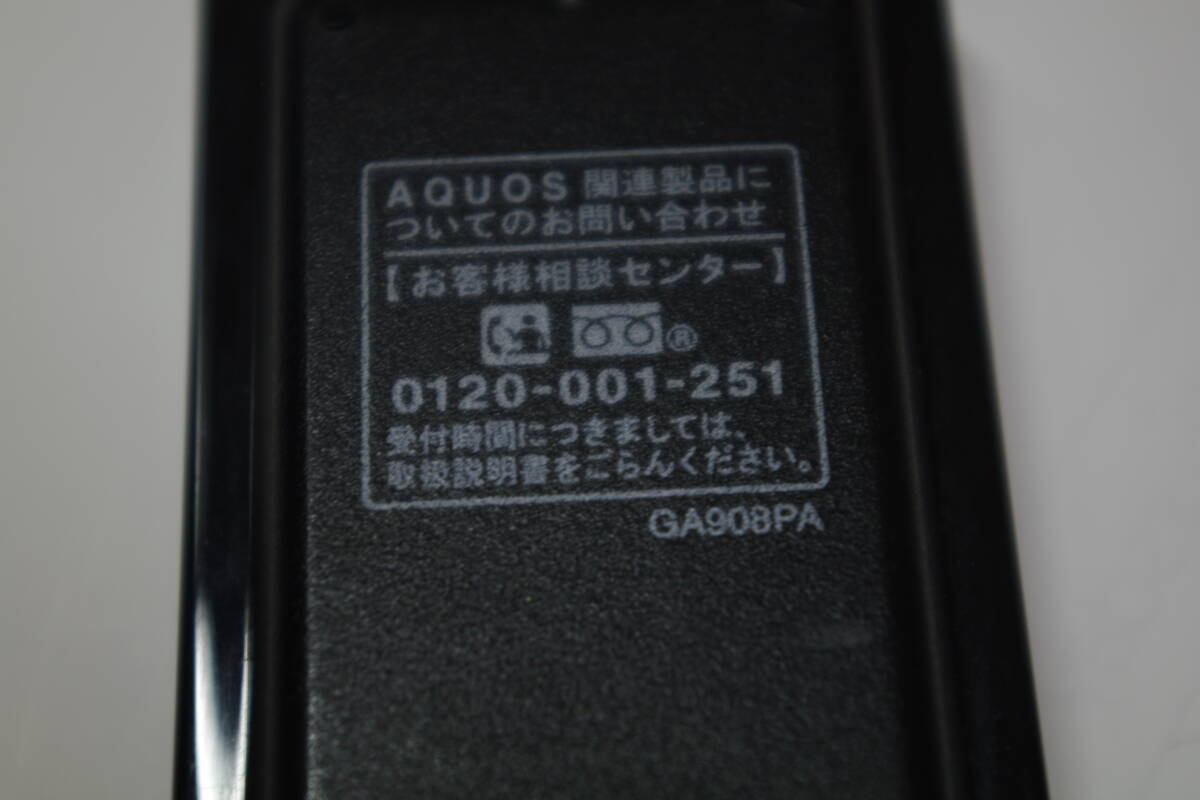 AQUOS 関連製品に
ついてのお問い合わせ
【お客様相談センター】
®
0120-001-251
受付時間につきましては、
取扱説明書をごらんください。
GA908PA